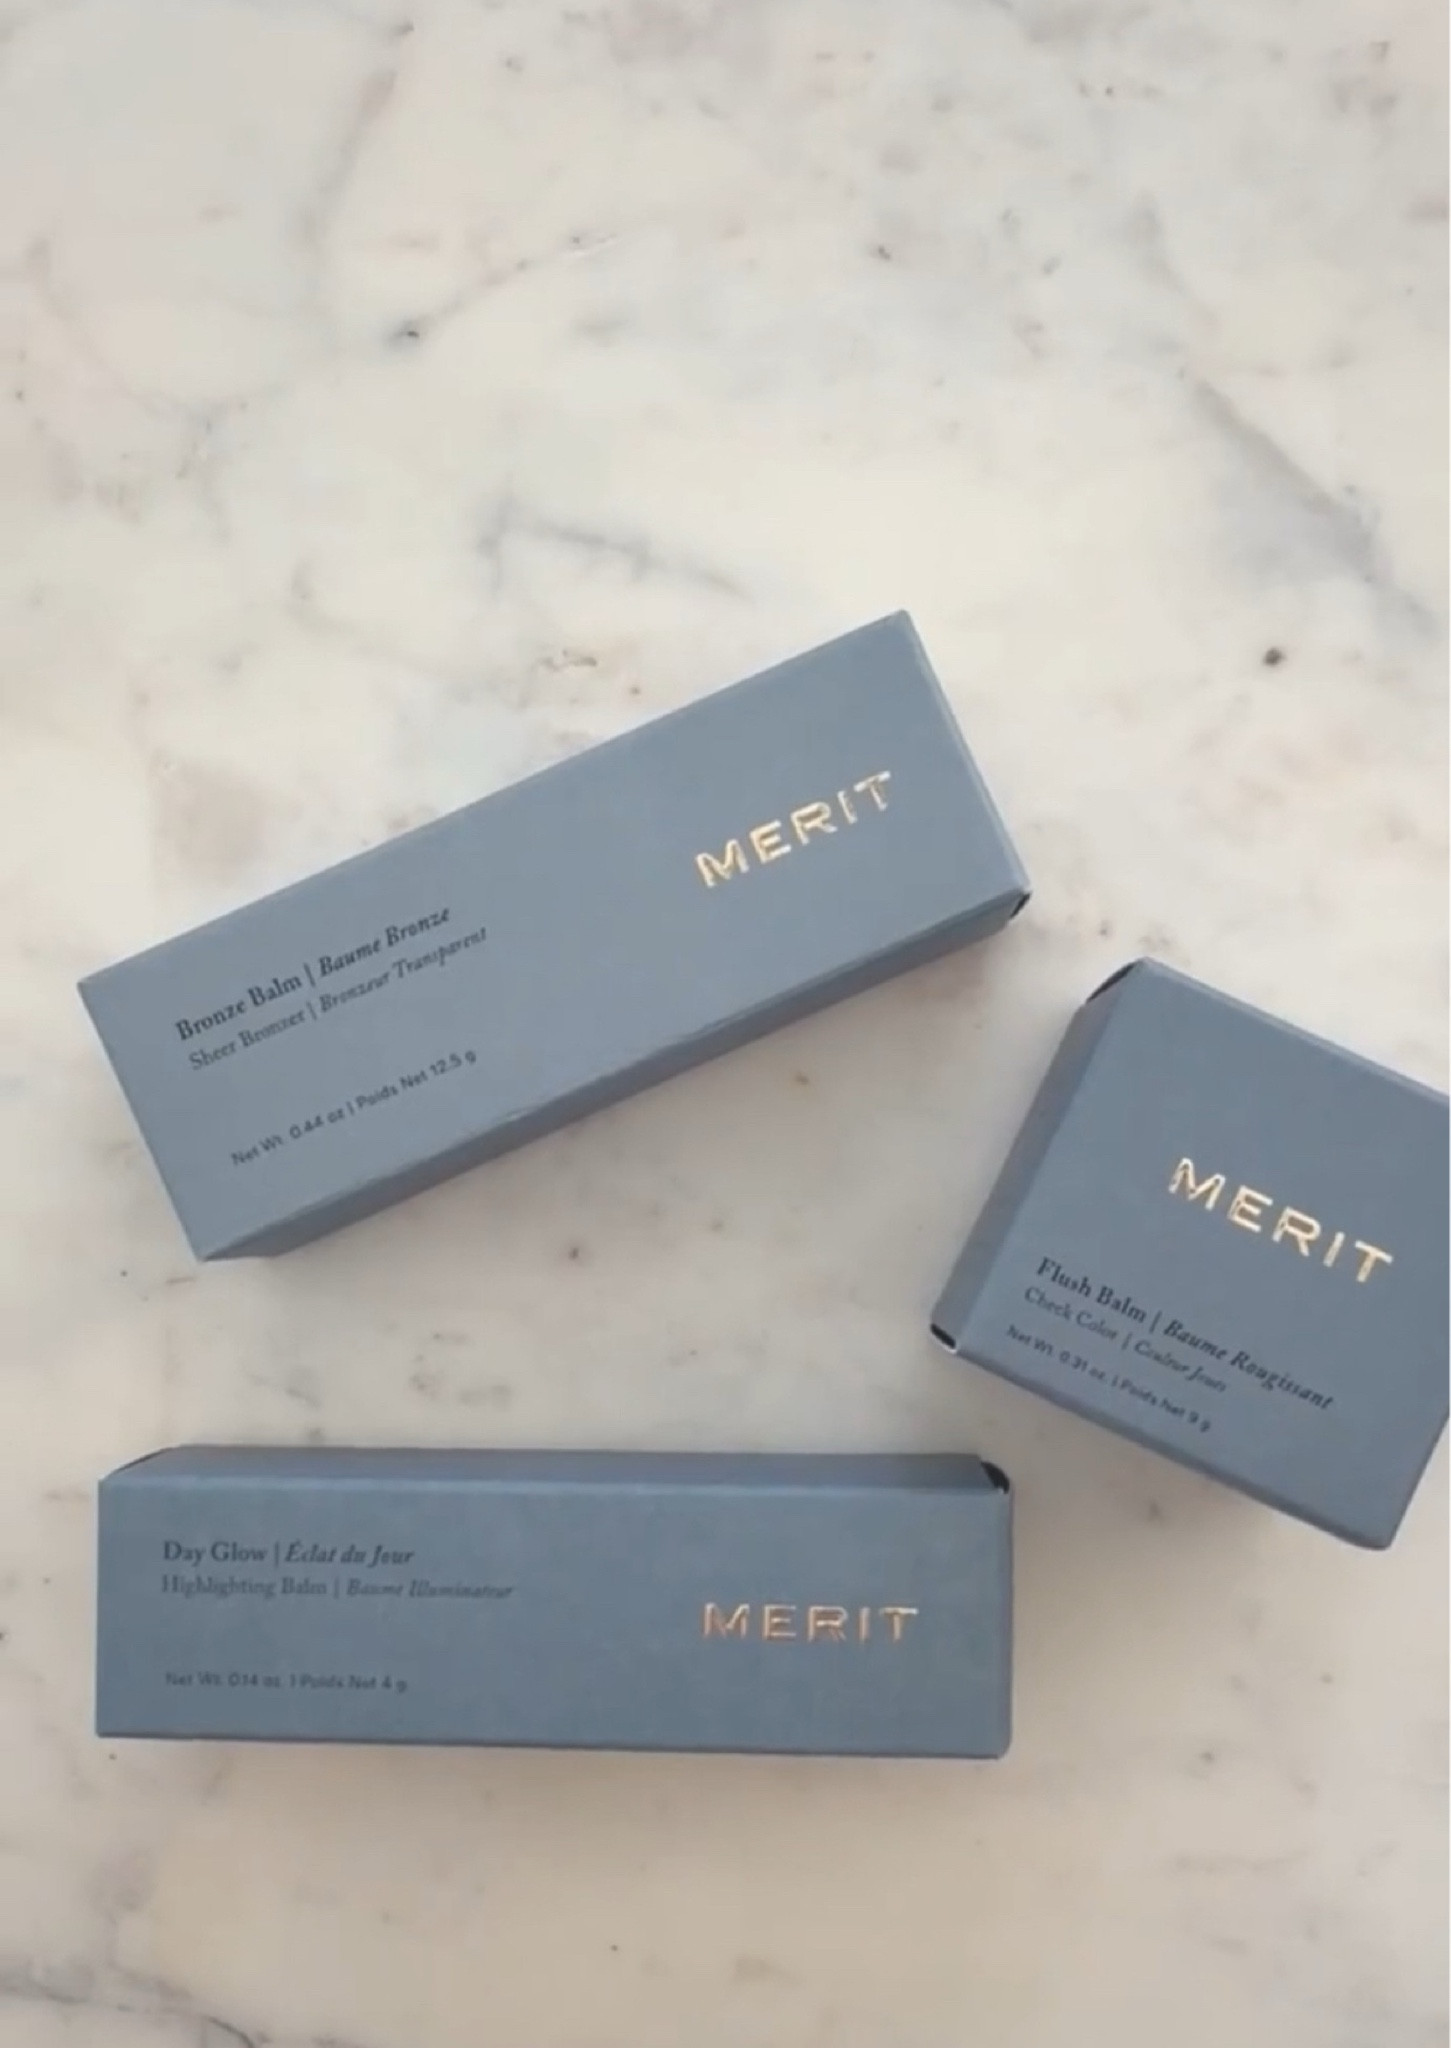 MERIT
Bronze Balm | Baume Bronze
Sheer Bronzer | Bronzeur Transparent
Net Wt. 0.44 oz | Poids Net 12.5 g
MERIT
Flush Balm | Baume Rougissant
Cheek Color | Couleur Joues
Net Wt. 0.31 oz. | Poids Net 9 g
Day Glow | Éclat du Jour
Highlighting Balm | Baume Illuminateur
MERIT
Net Wt. 0.14 oz. | Poids Net 4 g